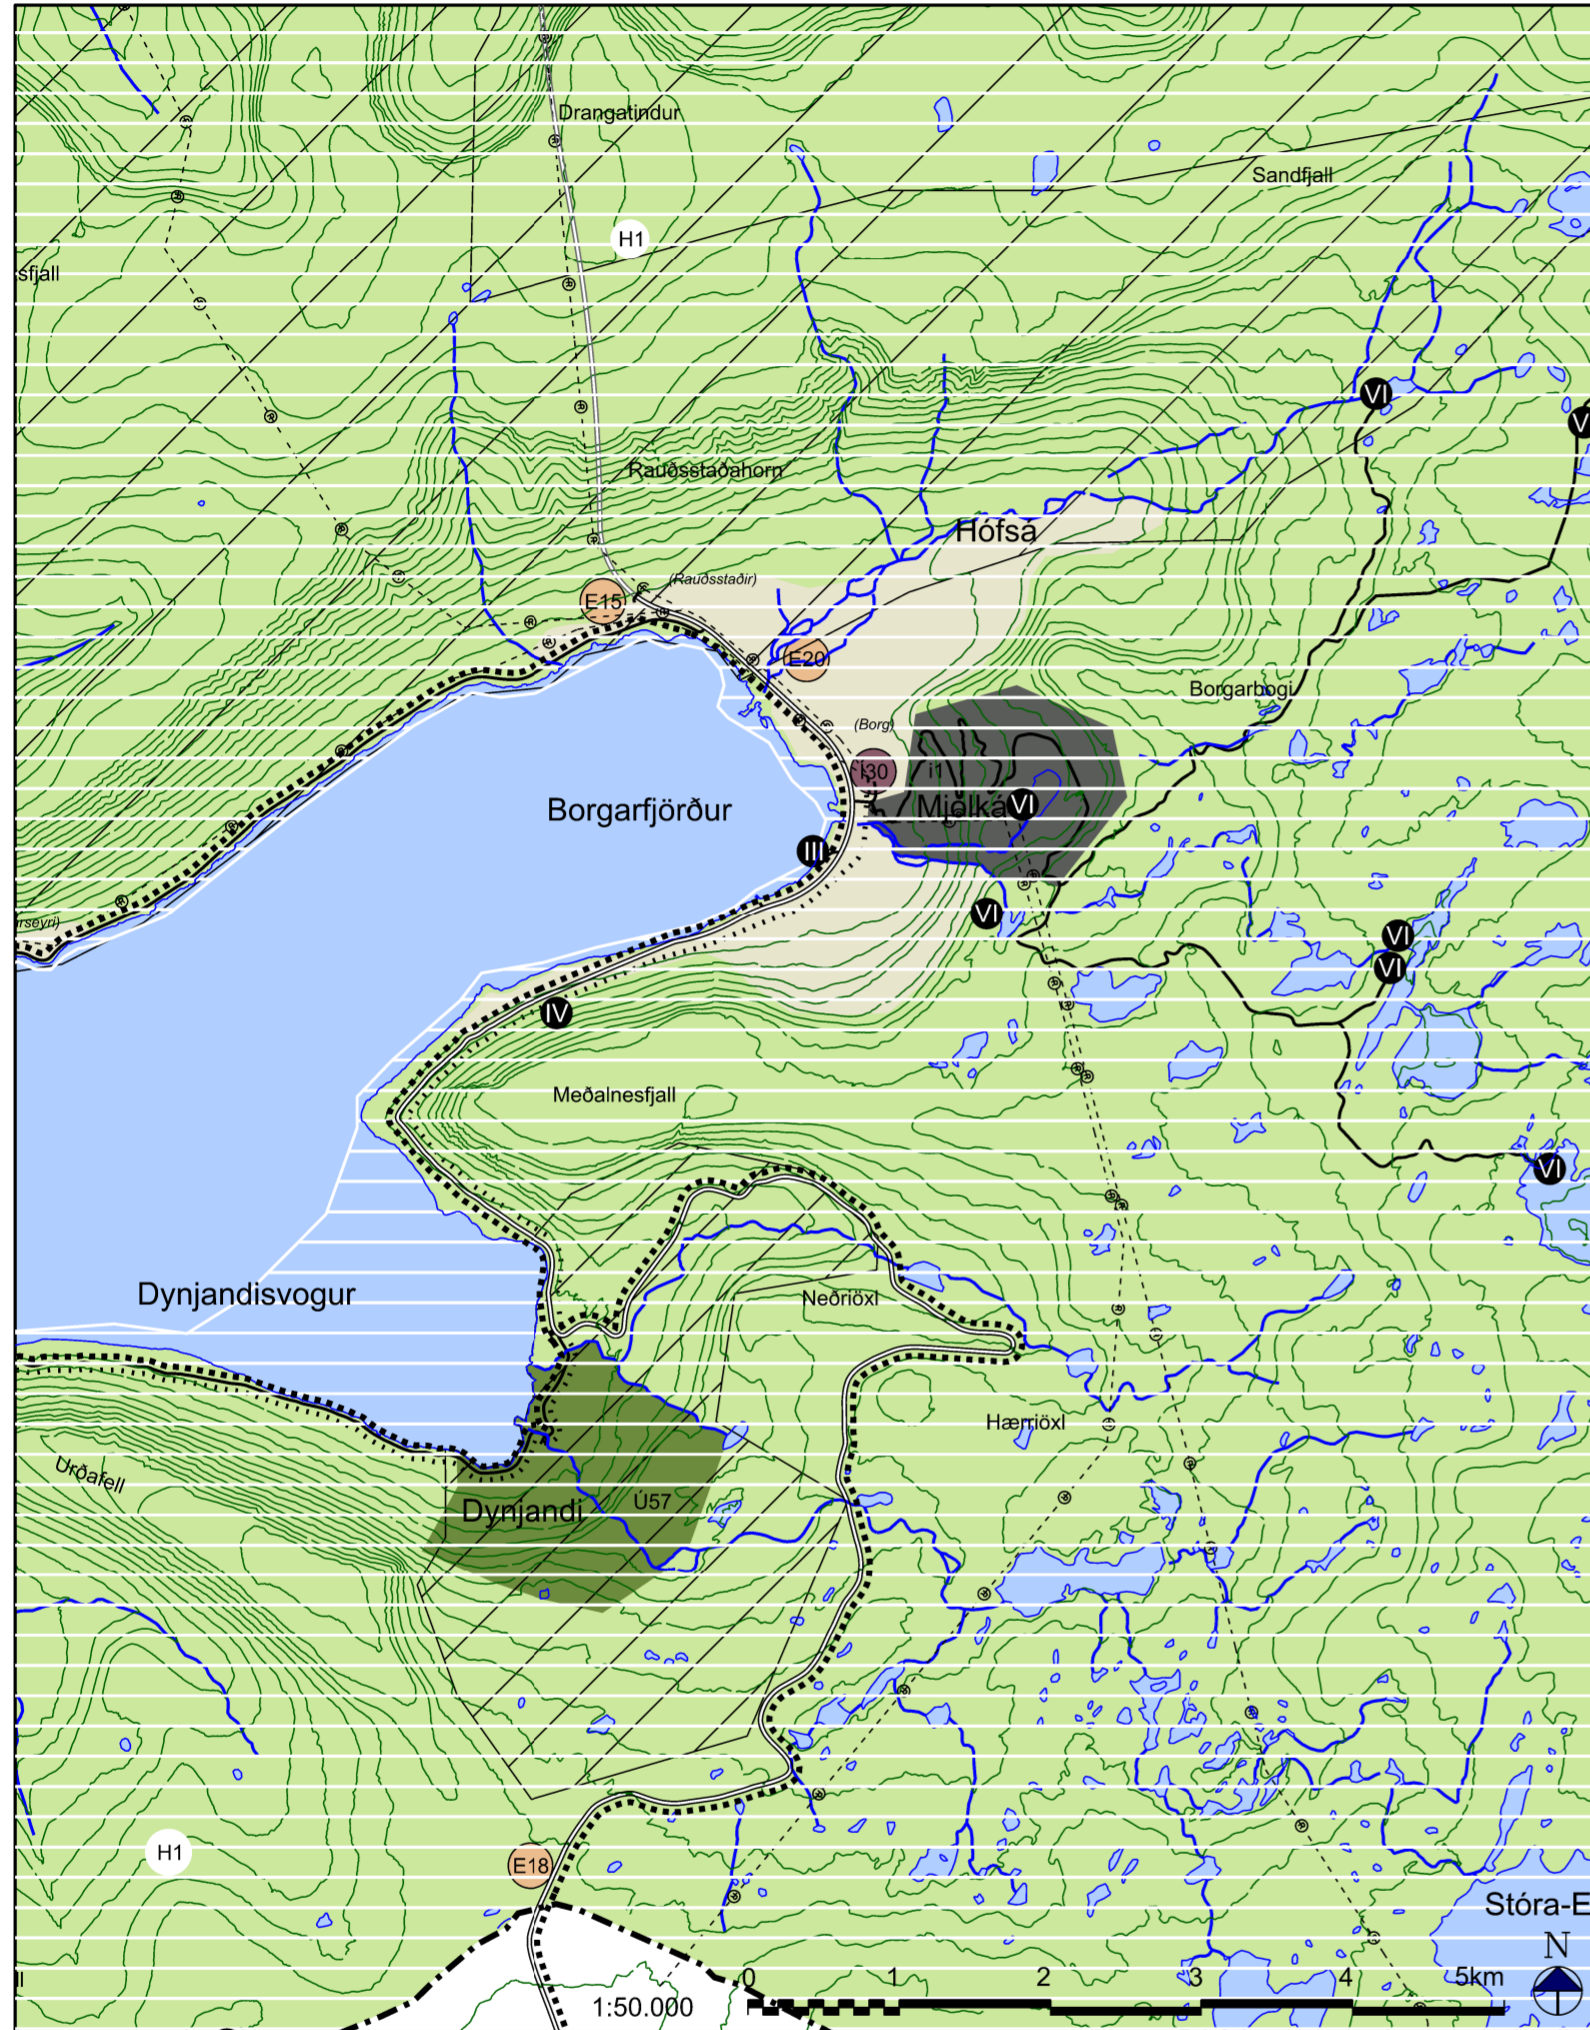 Drangatindur
Sandfjall
H1
sfjall
VI
V
Rauðsstaðahorn
Hófsá
(Rauðsstaðir)
E15
(E20)
Borgarbogi
(Borg)
i30
i1
Mjólká
VI
Borgarfjörður
III
VI
rseyri)
VI
VI
IV
Meðalnesfjall
VI
Dynjandisvogur
Neðriöxl
Hærriöxl
Urðafell
Ú57
Dynjandi
H1
E18
Stóra-E
N
0 1 2 3 4 5km
1:50.000